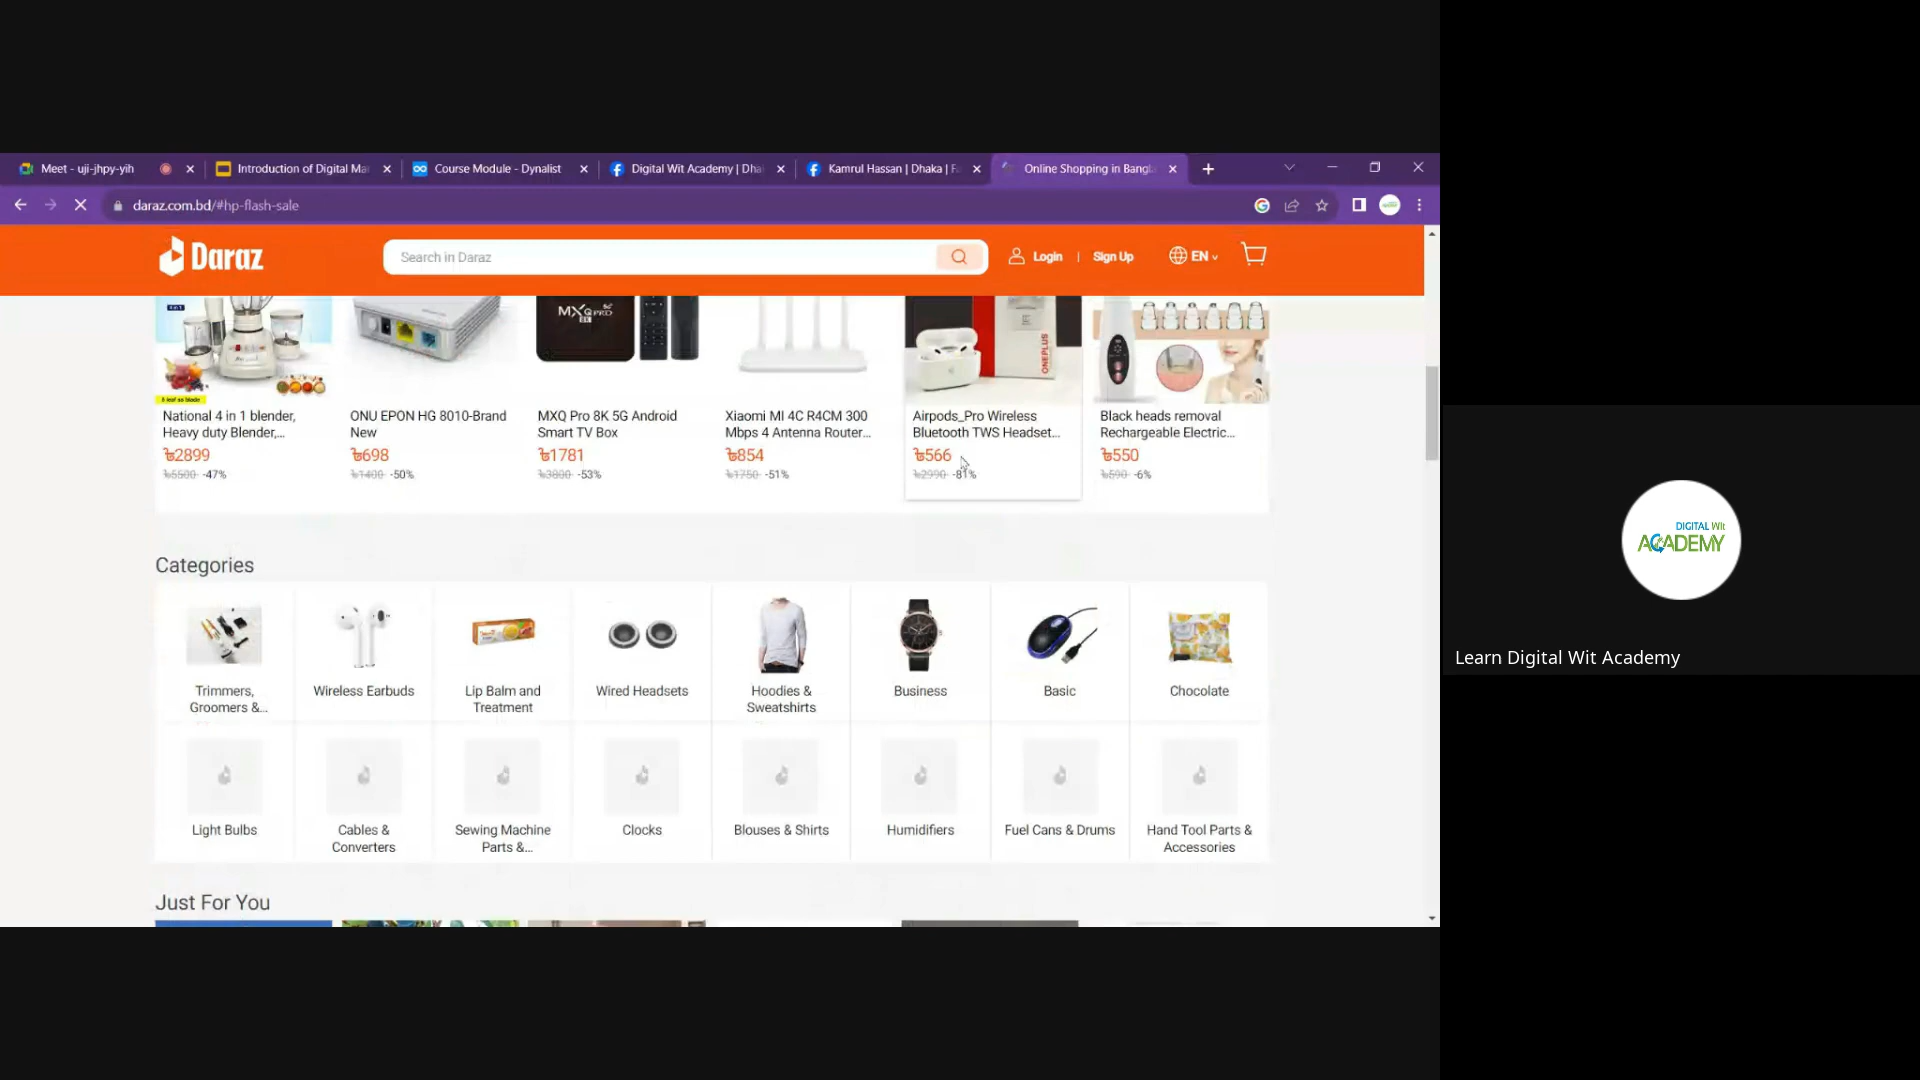 Meet - uji-jhpy-yih
Introduction of Digital Ma
Course Module - Dynalist
Digital Wit Academy | Dha
Kamrul Hassan | Dhaka | F
Online Shopping in Bangl
daraz.com.bd/#hp-flash-sale
Daraz
Search in Daraz
Login | Sign Up
EN
MXQ PRO
ONEPLUS
National 4 in 1 blender,
Heavy duty Blender,...
৳2899
৳5500 -47%
ONU EPON HG 8010-Brand
New
৳698
৳1400 -50%
MXQ Pro 8K 5G Android
Smart TV Box
৳1781
৳3800 -53%
Xiaomi MI 4C R4CM 300
Mbps 4 Antenna Router...
৳854
৳1750 -51%
Airpods_Pro Wireless
Bluetooth TWS Headset...
৳566
৳2990 -81%
Black heads removal
Rechargeable Electric...
৳550
৳590 -6%
Categories
Trimmers,
Groomers &...
Wireless Earbuds
Lip Balm and
Treatment
Wired Headsets
Hoodies &
Sweatshirts
Business
Basic
Chocolate
Light Bulbs
Cables &
Converters
Sewing Machine
Parts &...
Clocks
Blouses & Shirts
Humidifiers
Fuel Cans & Drums
Hand Tool Parts &
Accessories
Just For You
DIGITAL Wit
ACADEMY
Learn Digital Wit Academy